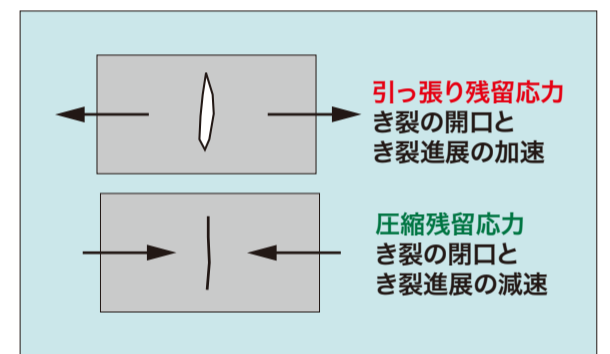 引っ張り残留応力
き裂の開口と
き裂進展の加速
圧縮残留応力
き裂の閉口と
き裂進展の減速